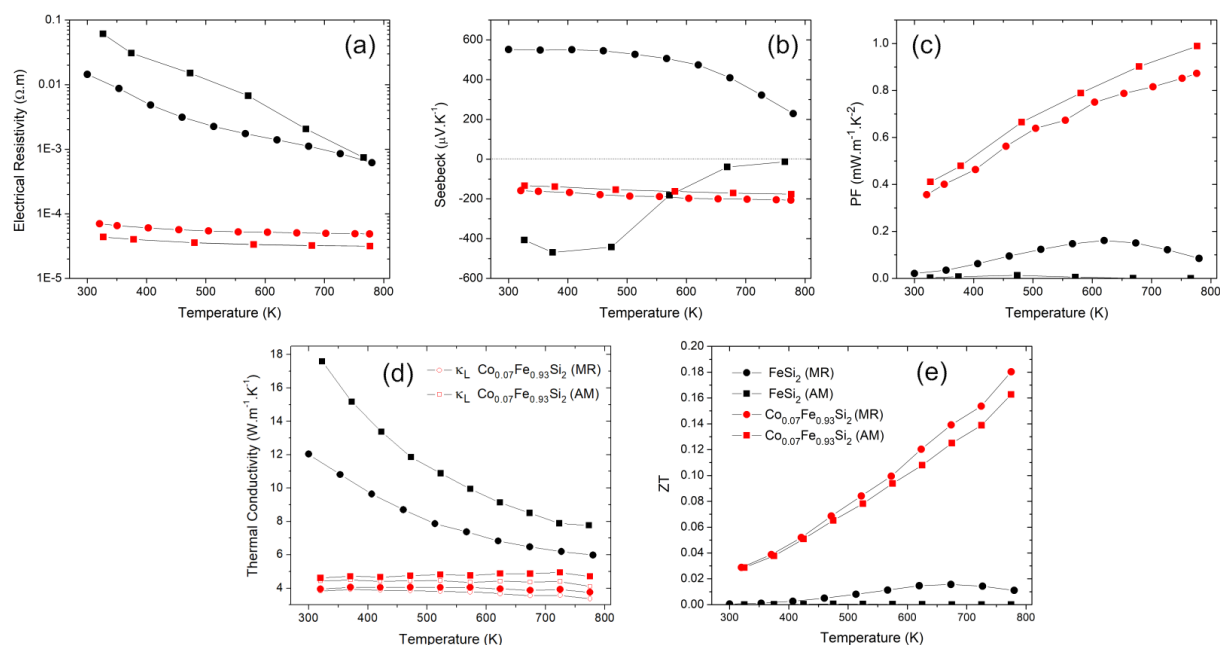 (a)
Electrical Resistivity (Ω.m)
0.1
0.01
1E-3
1E-4
1E-5
300 400 500 600 700 800
Temperature (K)
(b)
Seebeck (μV.K⁻¹)
600
400
200
0
-200
-400
-600
300 400 500 600 700 800
Temperature (K)
(c)
PF (mW.m⁻¹.K⁻²)
1.0
0.8
0.6
0.4
0.2
0.0
300 400 500 600 700 800
Temperature (K)
(d)
κL Co0.07Fe0.93Si2 (MR)
κL Co0.07Fe0.93Si2 (AM)
Thermal Conductivity (W.m⁻¹.K⁻¹)
18
16
14
12
10
8
6
4
300 400 500 600 700 800
Temperature (K)
(e)
FeSi2 (MR)
FeSi2 (AM)
Co0.07Fe0.93Si2 (MR)
Co0.07Fe0.93Si2 (AM)
ZT
0.20
0.18
0.16
0.14
0.12
0.10
0.08
0.06
0.04
0.02
0.00
300 400 500 600 700 800
Temperature (K)